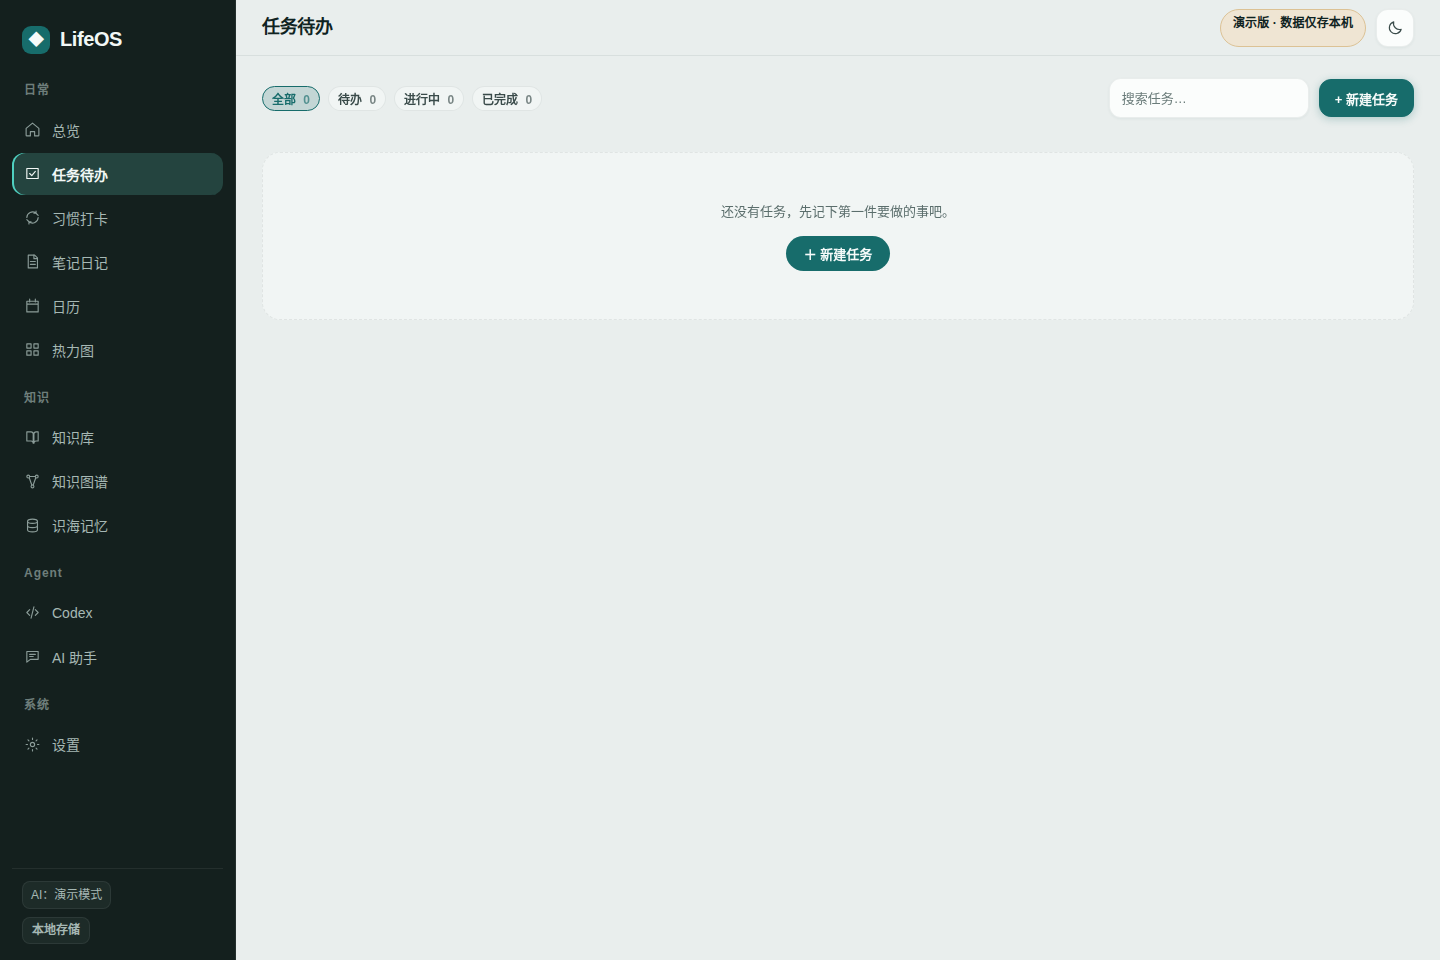 LifeOS
日常
总览
任务待办
习惯打卡
笔记日记
日历
热力图
知识
知识库
知识图谱
识海记忆
Agent
Codex
AI 助手
系统
设置
AI：演示模式
本地存储
任务待办
演示版 · 数据仅存本机
全部 0
待办 0
进行中 0
已完成 0
搜索任务…
+ 新建任务
还没有任务，先记下第一件要做的事吧。
＋ 新建任务